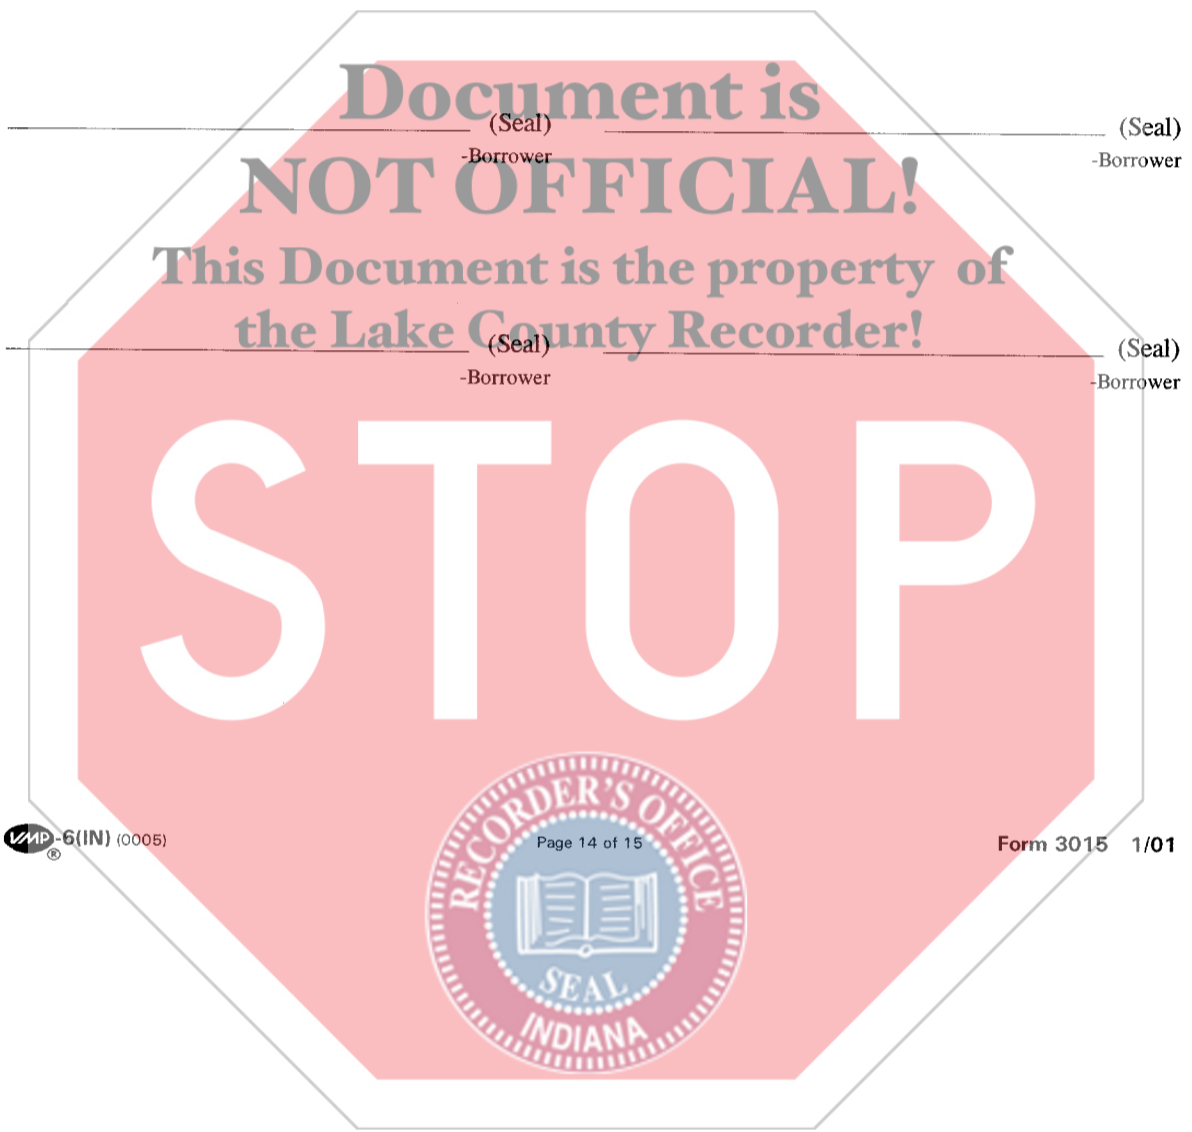 Document is
(Seal) (Seal)
-Borrower -Borrower
NOT OFFICIAL!
This Document is the property of
the Lake County Recorder!
(Seal) (Seal)
-Borrower -Borrower
STOP
VMP®-6(IN) (0005) Page 14 of 15 Form 3015 1/01
RECORDER'S OFFICE
SEAL
INDIANA